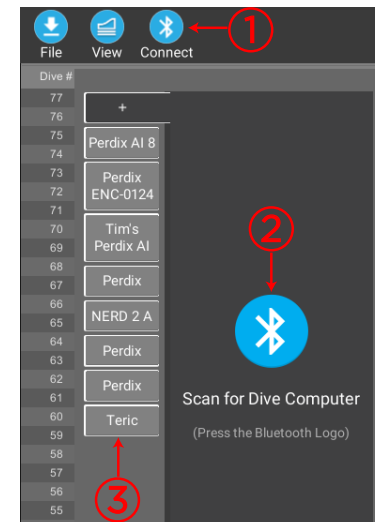 1
File View Connect
Dive #
77
76
75
74
73
72
71
70
69
68
67
66
65
64
63
62
61
60
59
58
57
56
55
+
Perdix AI 8
Perdix
ENC-0124
Tim's
Perdix AI
Perdix
NERD 2 A
Perdix
Perdix
Teric
3
2
Scan for Dive Computer
(Press the Bluetooth Logo)